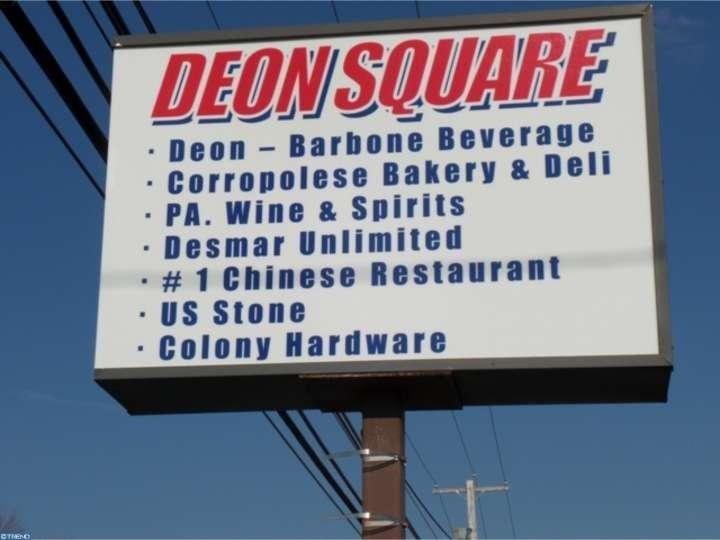 DEON SQUARE
· Deon – Barbone Beverage
· Corropolese Bakery & Deli
· PA. Wine & Spirits
· Desmar Unlimited
· # 1 Chinese Restaurant
· US Stone
· Colony Hardware
©TREND